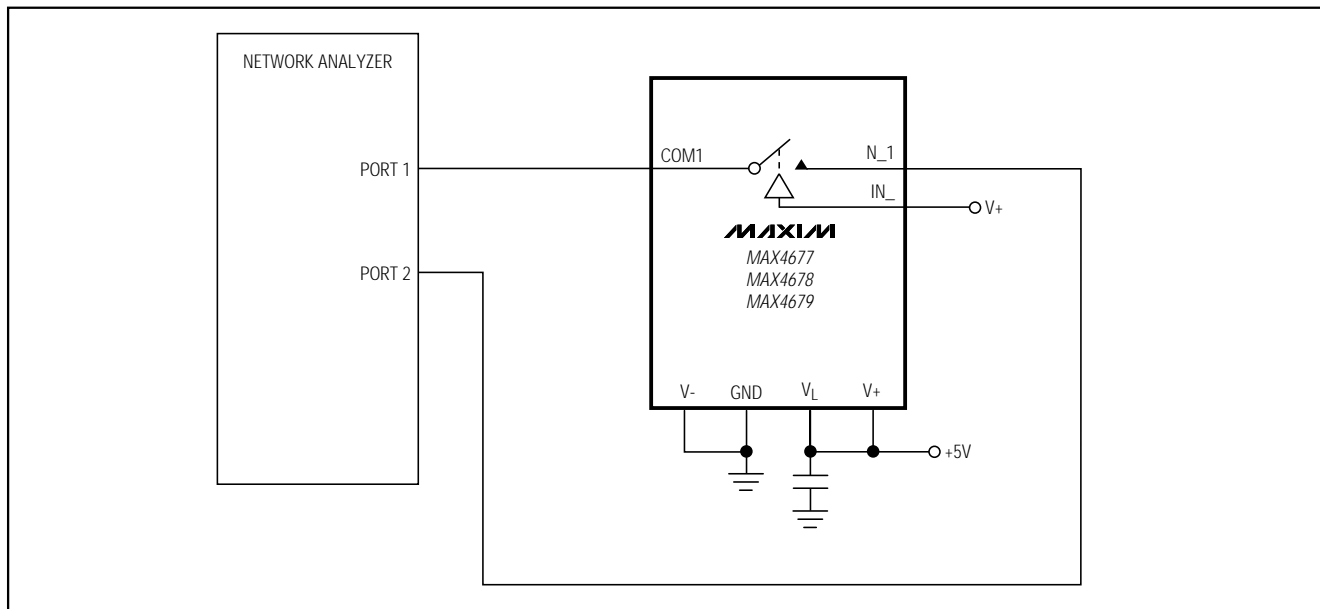 NETWORK ANALYZER
PORT 1
COM1
N_1
IN_
V+
MAXIM
MAX4677
MAX4678
MAX4679
PORT 2
V-
GND
VL
V+
+5V